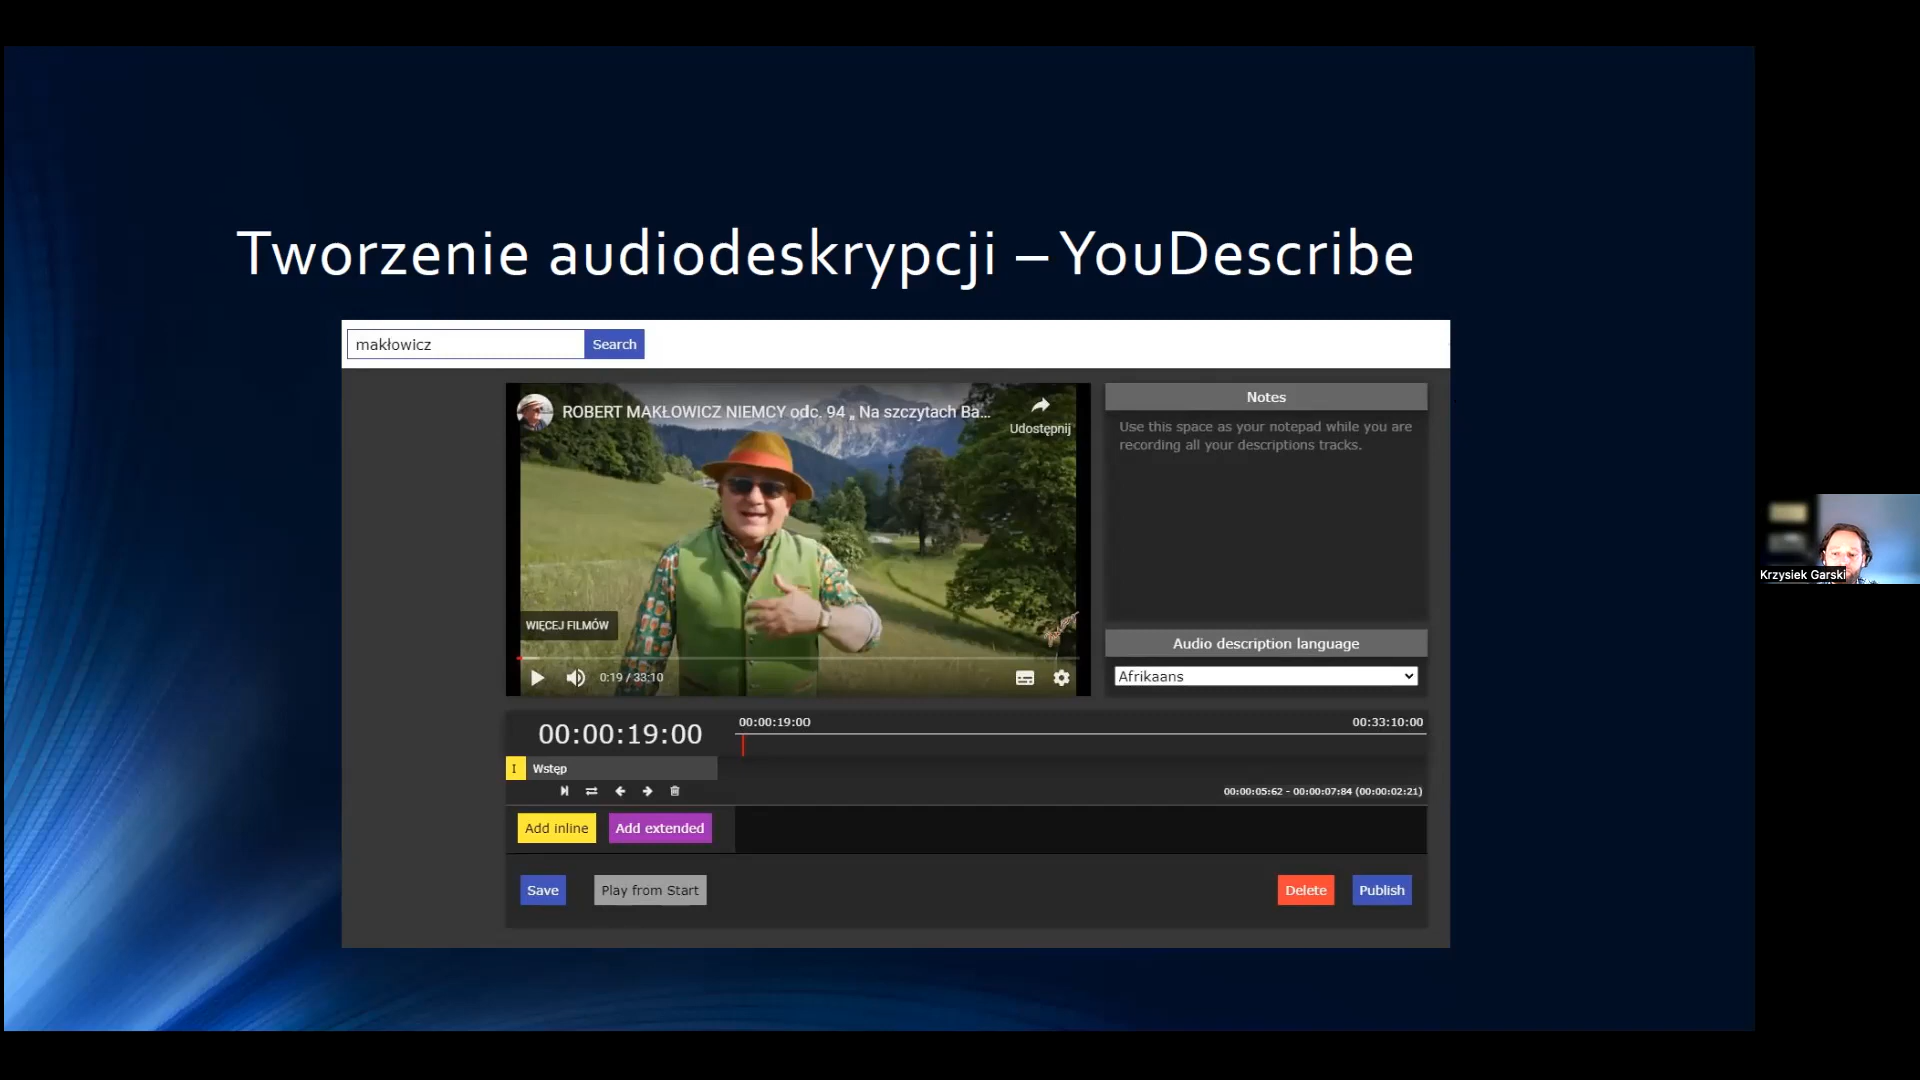 Tworzenie audiodeskrypcji – YouDescribe
makłowicz
Search
ROBERT MAKŁOWICZ NIEMCY odc. 94 „ Na szczytach Ba...
Udostępnij
WIĘCEJ FILMÓW
0:19 / 33:10
Notes
Use this space as your notepad while you are
recording all your descriptions tracks.
Audio description language
Afrikaans
Krzysiek Garski
00:00:19:00
00:00:19:00
00:33:10:00
I
Wstęp
00:00:05:62 - 00:00:07:84 (00:00:02:21)
Add inline
Add extended
Save
Play from Start
Delete
Publish